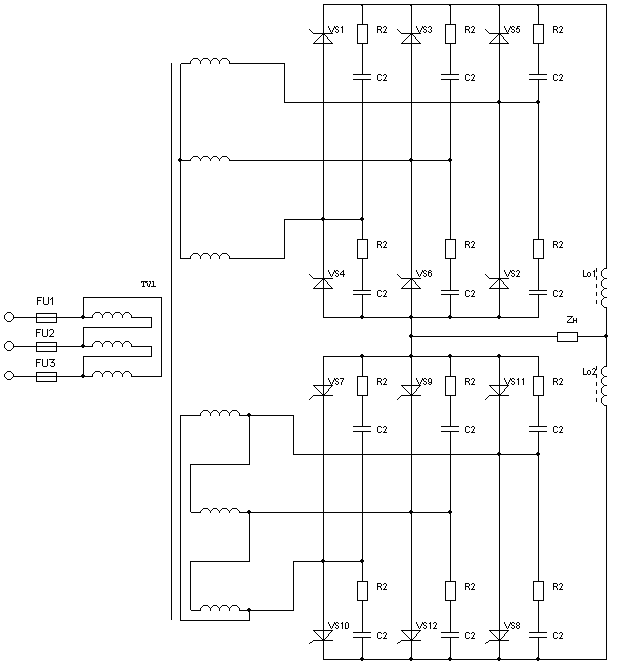 VS1 R2 VS3 R2 VS5 R2
C2 C2 C2
R2 R2 R2
VS4 VS6 VS2 Lo1
TV1
C2 C2 C2
FU1
Zн
FU2
FU3
Lo2
VS7 R2 VS9 R2 VS11 R2
C2 C2 C2
R2 R2 R2
VS10 C2 VS12 C2 VS8 C2